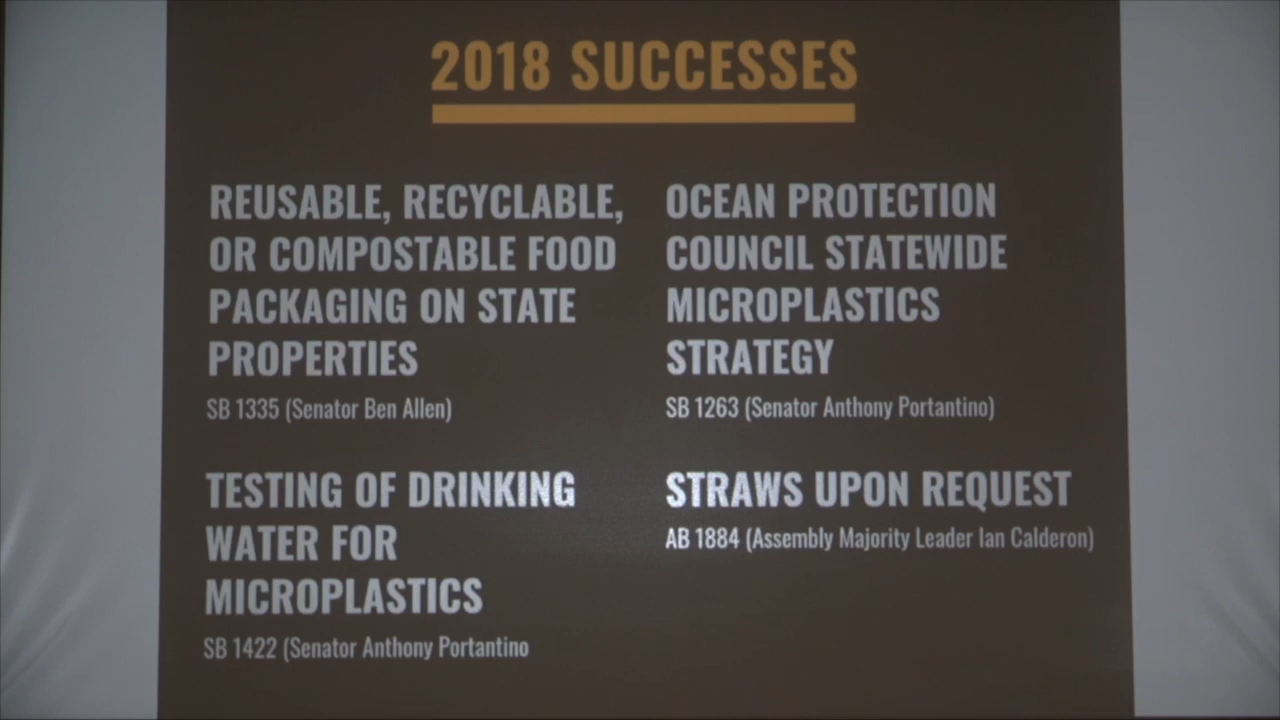 2018 SUCCESSES
REUSABLE, RECYCLABLE,
OR COMPOSTABLE FOOD
PACKAGING ON STATE
PROPERTIES
SB 1335 (Senator Ben Allen)
OCEAN PROTECTION
COUNCIL STATEWIDE
MICROPLASTICS
STRATEGY
SB 1263 (Senator Anthony Portantino)
TESTING OF DRINKING
WATER FOR
MICROPLASTICS
SB 1422 (Senator Anthony Portantino
STRAWS UPON REQUEST
AB 1884 (Assembly Majority Leader Ian Calderon)